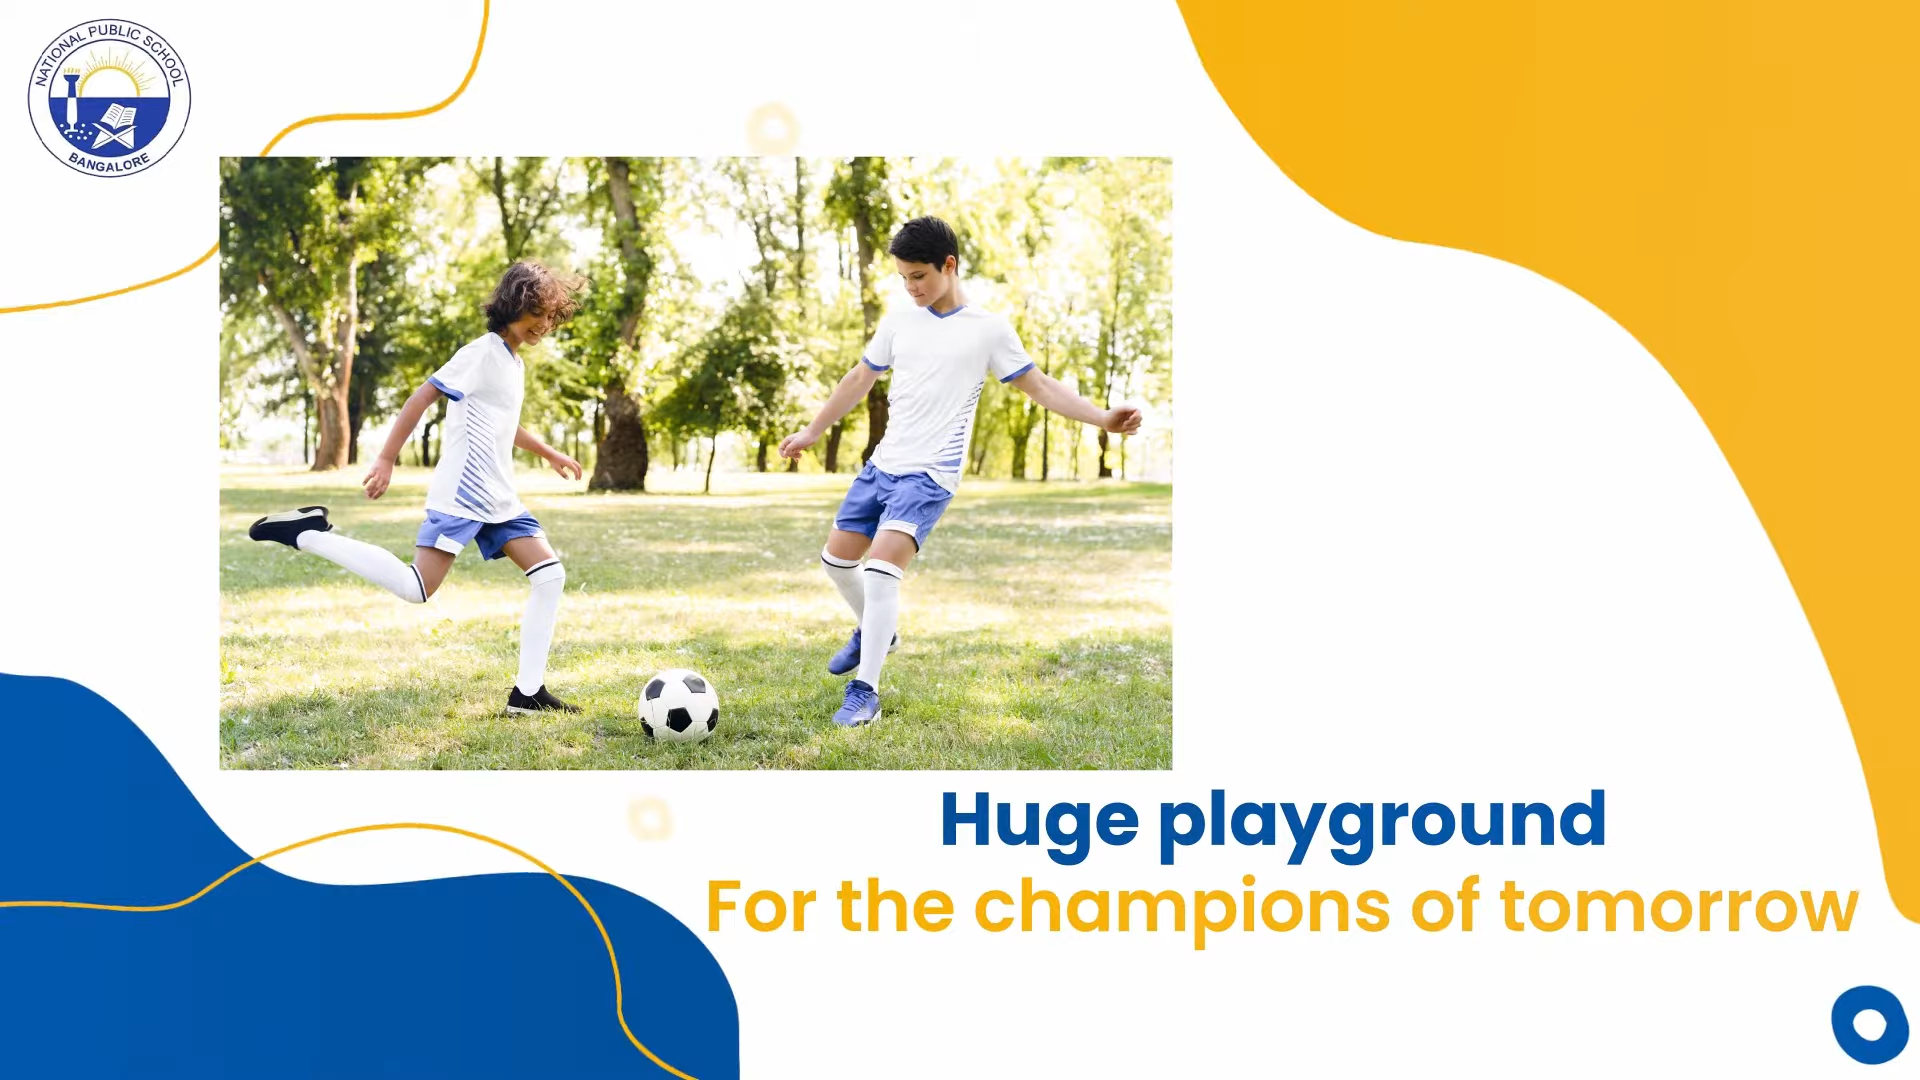 NATIONAL PUBLIC SCHOOL
BANGALORE
Huge playground
For the champions of tomorrow